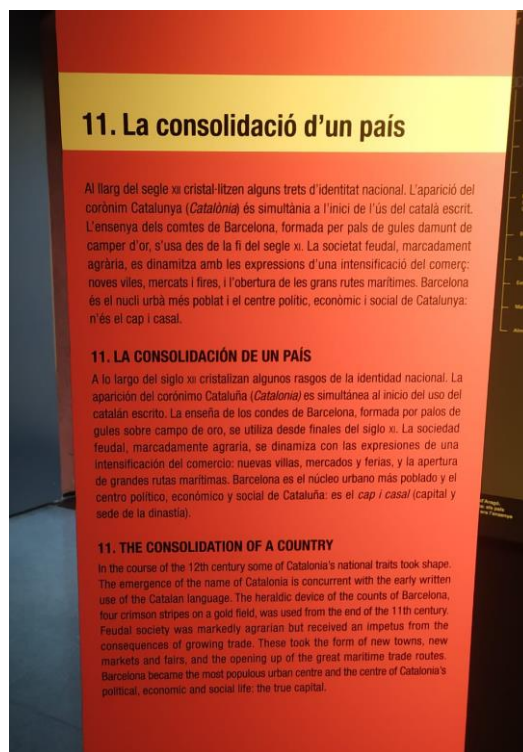 11. La consolidació d'un país
Al llarg del segle XII cristal·litzen alguns trets d'identitat nacional. L'aparició del
corònim Catalunya (Catalònia) és simultània a l'inici de l'ús del català escrit.
L'ensenya dels comtes de Barcelona, formada per pals de gules damunt de
camper d'or, s'usa des de la fi del segle XI. La societat feudal, marcadament
agrària, es dinamitza amb les expressions d'una intensificació del comerç:
noves viles, mercats i fires, i l'obertura de les grans rutes marítimes. Barcelona
és el nucli urbà més poblat i el centre polític, econòmic i social de Catalunya:
n'és el cap i casal.
11. LA CONSOLIDACIÓN DE UN PAÍS
A lo largo del siglo XII cristalizan algunos rasgos de la identidad nacional. La
aparición del corónimo Cataluña (Catalonia) es simultánea al inicio del uso del
catalán escrito. La enseña de los condes de Barcelona, formada por palos de
gules sobre campo de oro, se utiliza desde finales del siglo XI. La sociedad
feudal, marcadamente agraria, se dinamiza con las expresiones de una
intensificación del comercio: nuevas villas, mercados y ferias, y la apertura
de grandes rutas marítimas. Barcelona es el núcleo urbano más poblado y el
centro político, económico y social de Cataluña: es el cap i casal (capital y
sede de la dinastía).
11. THE CONSOLIDATION OF A COUNTRY
In the course of the 12th century some of Catalonia's national traits took shape.
The emergence of the name of Catalonia is concurrent with the early written
use of the Catalan language. The heraldic device of the counts of Barcelona,
four crimson stripes on a gold field, was used from the end of the 11th century.
Feudal society was markedly agrarian but received an impetus from the
consequences of growing trade. These took the form of new towns, new
markets and fairs, and the opening up of the great maritime trade routes.
Barcelona became the most populous urban centre and the centre of Catalonia's
political, economic and social life: the true capital.